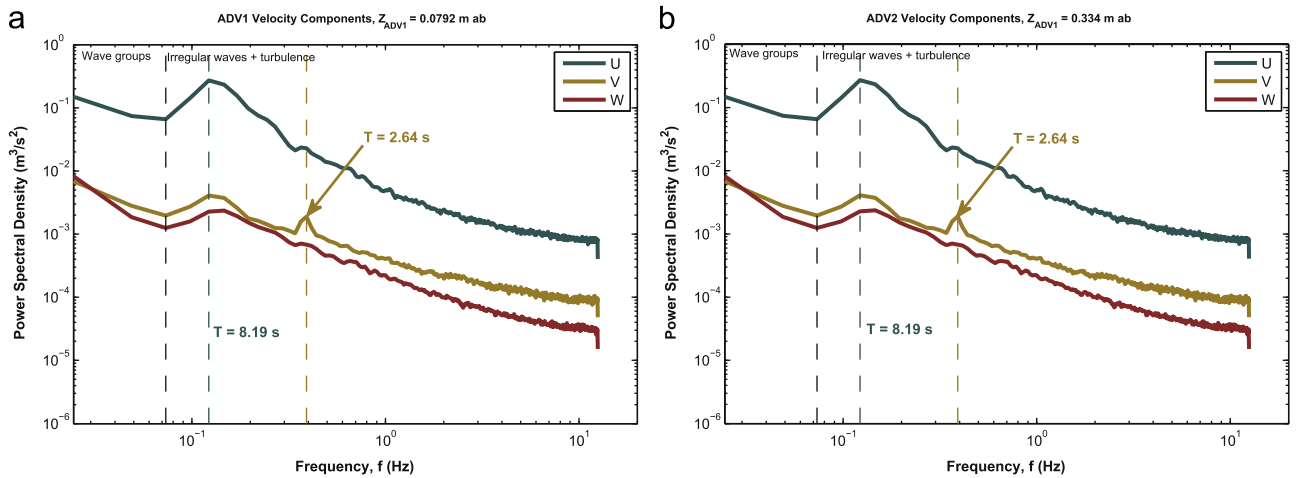 a
ADV1 Velocity Components, Z_ADV1 = 0.0792 m ab
Wave groups
Irregular waves + turbulence
U
V
W
T = 2.64 s
T = 8.19 s
10^0
10^-1
10^-2
10^-3
10^-4
10^-5
10^-6
Power Spectral Density (m^3/s^2)
10^-1
10^0
10^1
Frequency, f (Hz)
b
ADV2 Velocity Components, Z_ADV1 = 0.334 m ab
Wave groups
Irregular waves + turbulence
U
V
W
T = 2.64 s
T = 8.19 s
10^0
10^-1
10^-2
10^-3
10^-4
10^-5
10^-6
Power Spectral Density (m^3/s^2)
10^-1
10^0
10^1
Frequency, f (Hz)